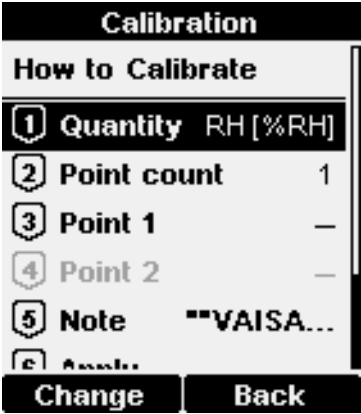 Calibration
How to Calibrate
1 Quantity RH [%RH]
2 Point count 1
3 Point 1 —
4 Point 2 —
5 Note ""VAISA...
Change Back